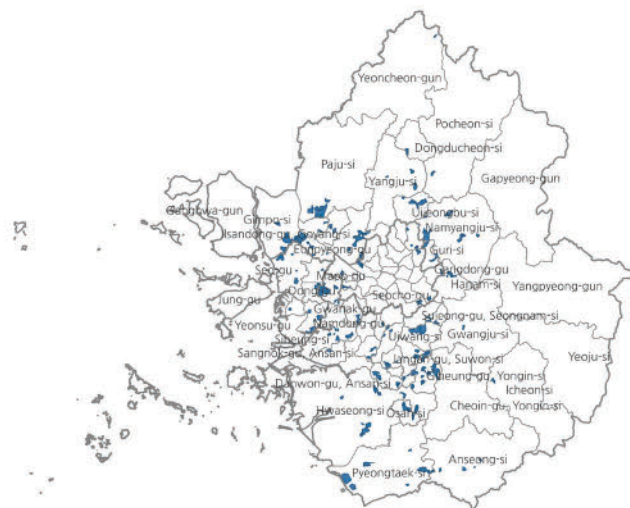 Yeoncheon-gun
Pocheon-si
Dongducheon-si
Paju-si
Yangju-si
Gapyeong-gun
Ganghwa-gun
Gimpo-si
Uijeongbu-si
Ilsandong-gu, Goyang-si
Namyangju-si
Eunpyeong-gu
Guri-si
Seo-gu
Mapo-gu
Gangdong-gu
Hanam-si
Jung-gu
Seocho-gu
Yangpyeong-gun
Gwanak-gu
Sujeong-gu, Seongnam-si
Yeonsu-gu
Namdong-gu
Siheung-si
Uiwang-si
Gwangju-si
Sangnok-gu, Ansan-si
Jangan-gu, Suwon-si
Yeoju-si
Danwon-gu, Ansan-si
Giheung-gu, Yongin-si
Icheon-si
Hwaseong-si
Osan-si
Cheoin-gu, Yongin-si
Anseong-si
Pyeongtaek-si